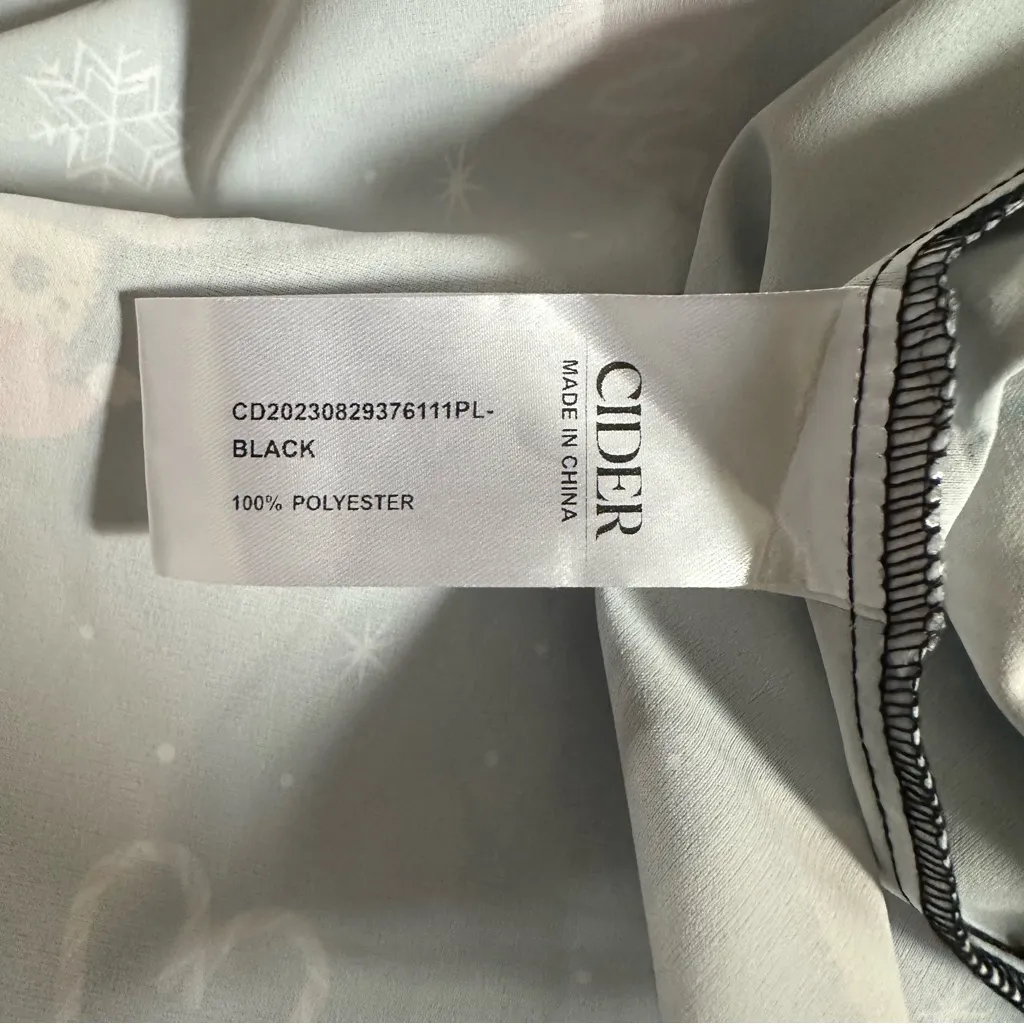 CD20230829376111PL-
BLACK
100% POLYESTER
CIDER
MADE IN CHINA